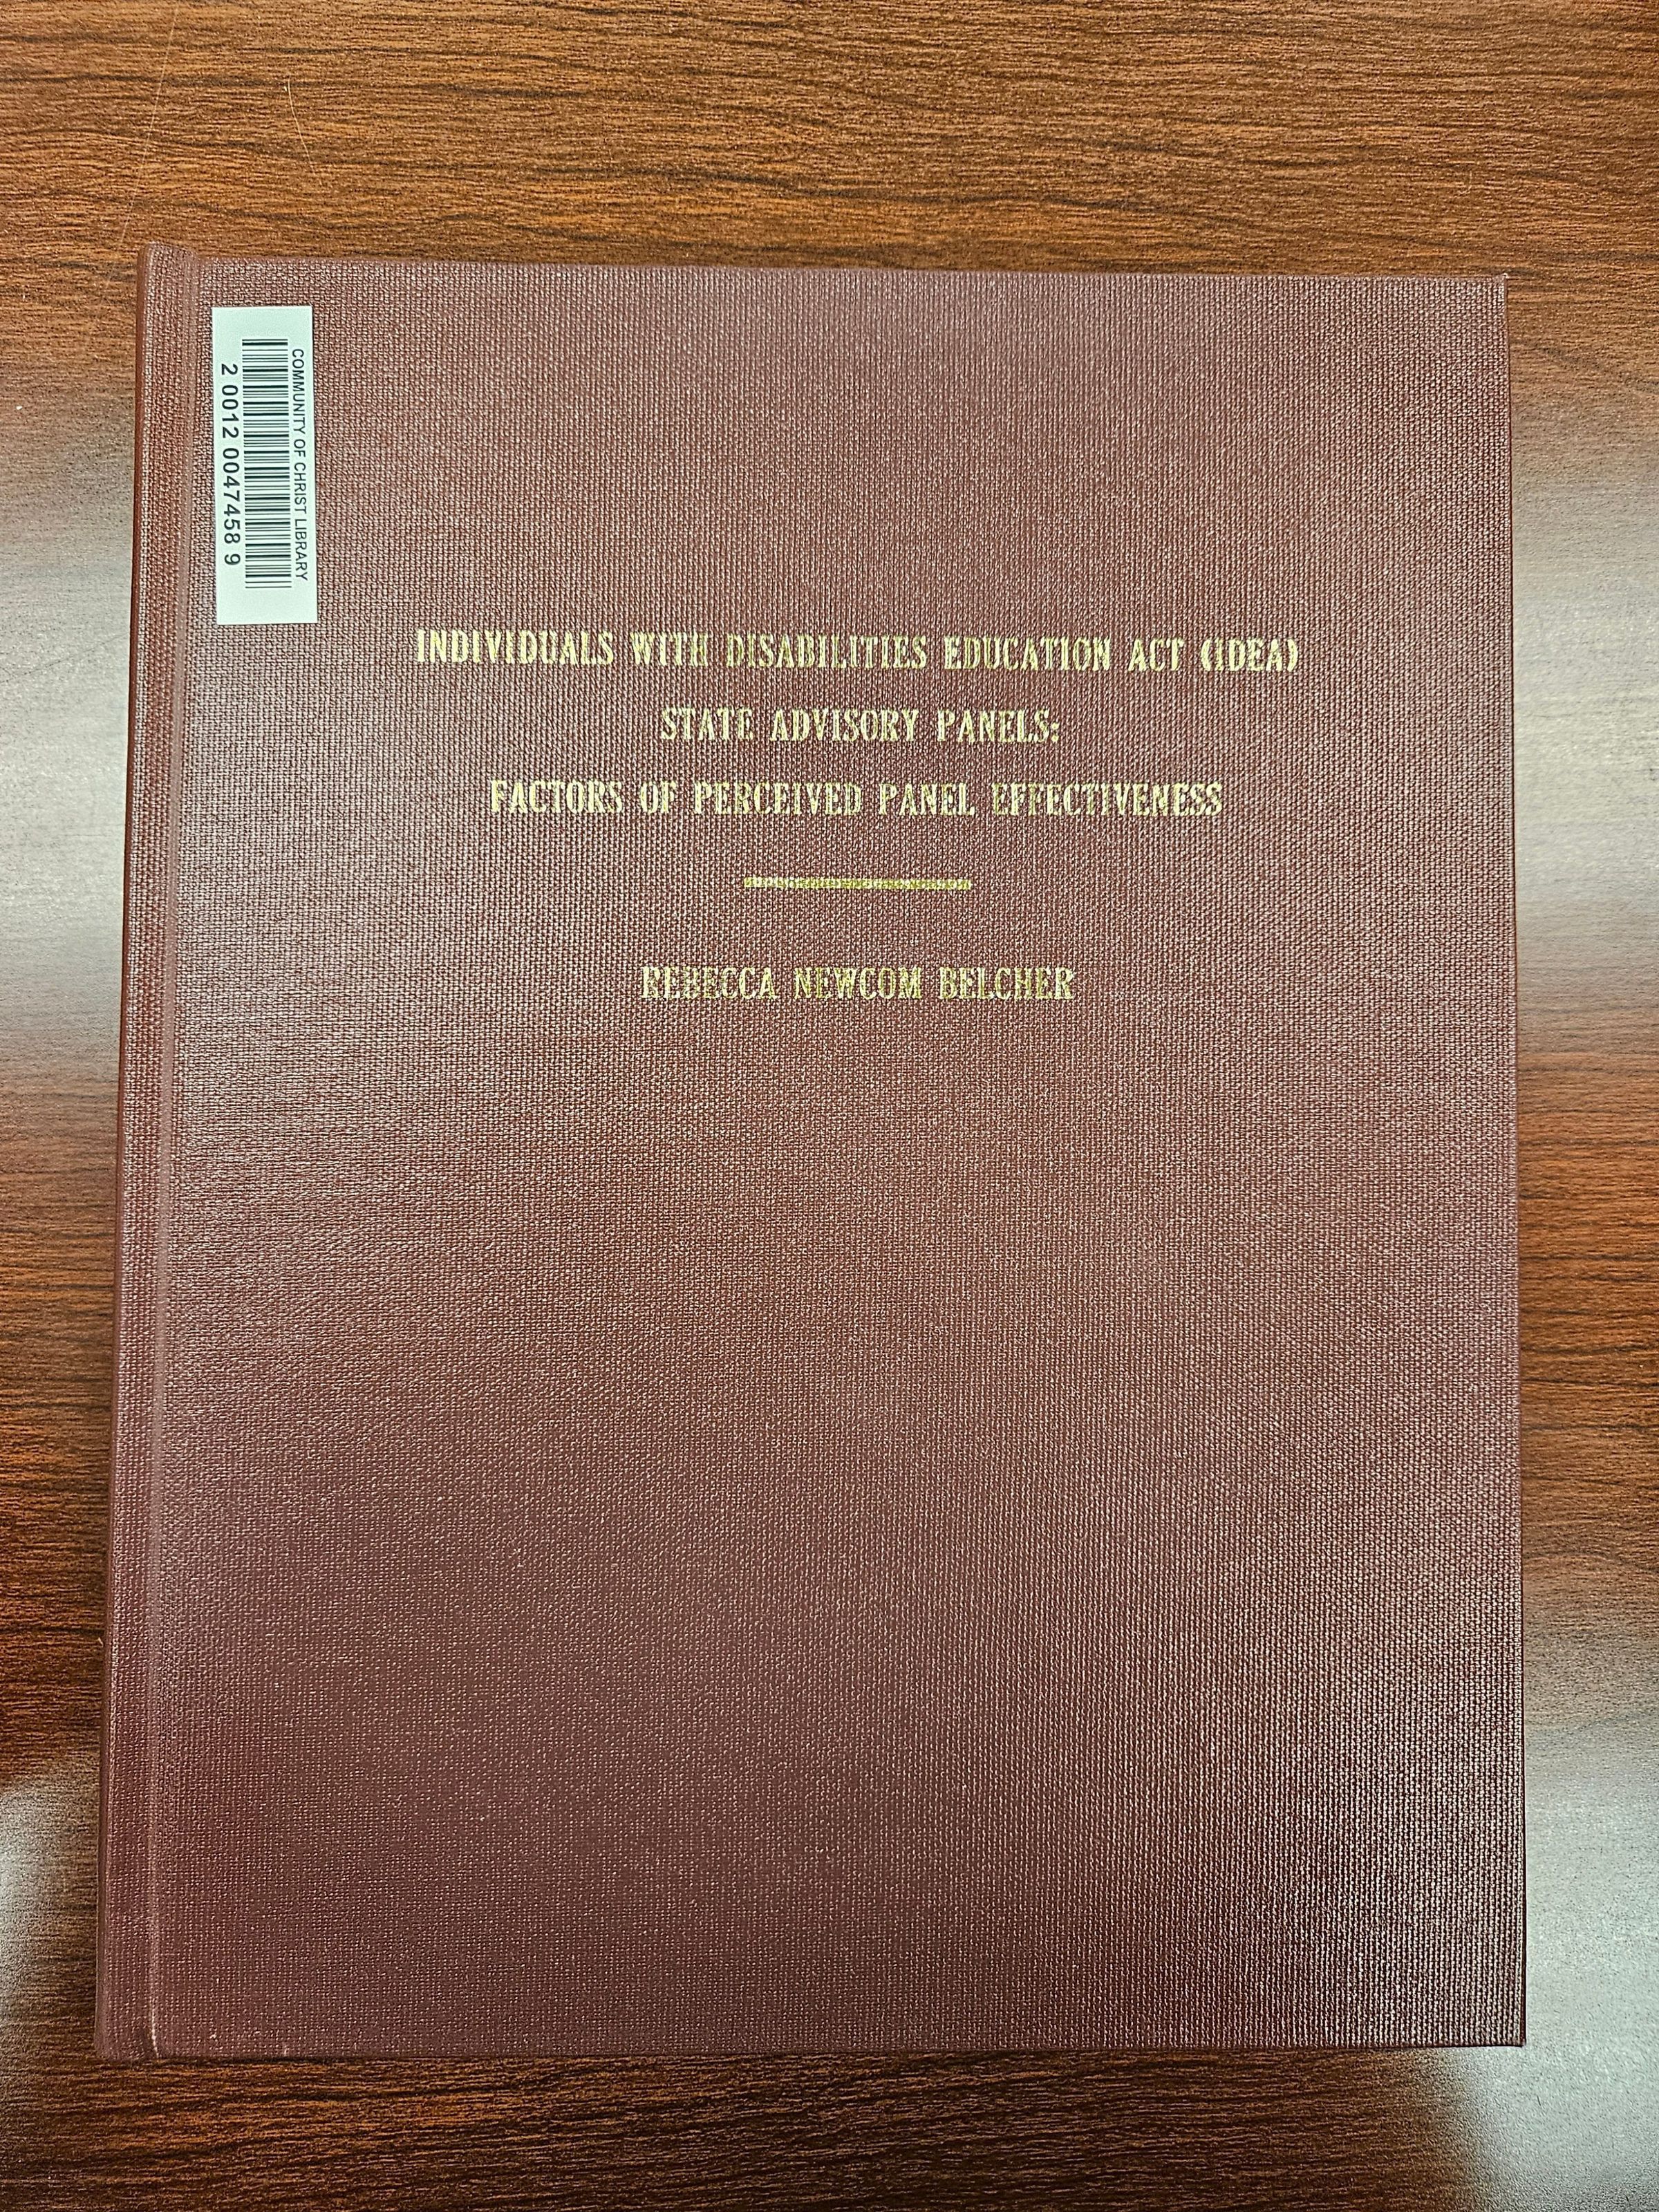 COMMUNITY OF CHRIST LIBRARY
2 0012 0047458 9
INDIVIDUALS WITH DISABILITIES EDUCATION ACT (IDEA)
STATE ADVISORY PANELS:
FACTORS OF PERCEIVED PANEL EFFECTIVENESS
REBECCA NEWCOM BELCHER